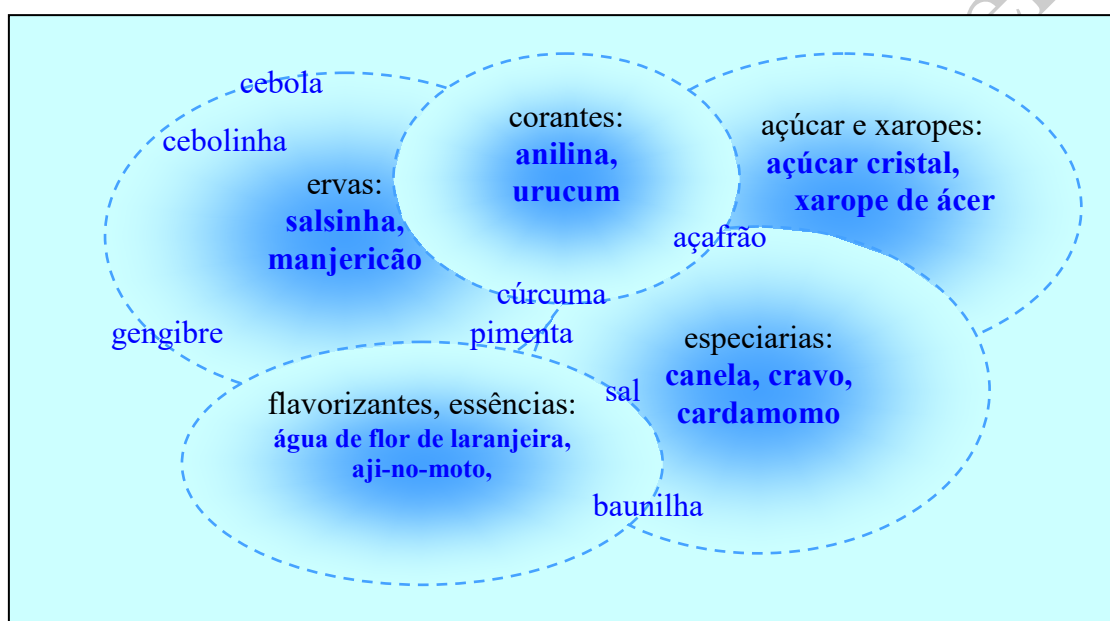 cebola
cebolinha
corantes:
anilina,
urucum
açúcar e xaropes:
açúcar cristal,
xarope de ácer
ervas:
salsinha,
manjericão
açafrão
cúrcuma
gengibre
pimenta
especiarias:
canela, cravo,
cardamomo
sal
flavorizantes, essências:
água de flor de laranjeira,
aji-no-moto,
baunilha